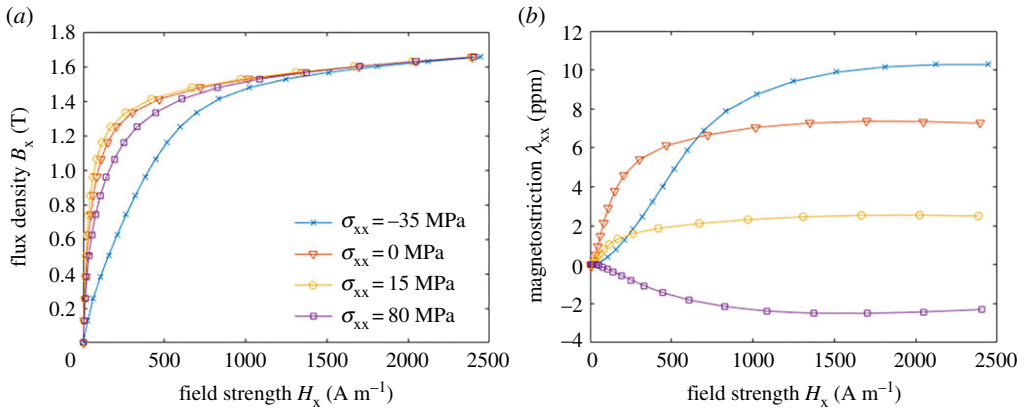 (a)
flux density Bₓ (T)
1.8
1.6
1.4
1.2
1.0
0.8
0.6
0.4
0.2
0 500 1000 1500 2000 2500
field strength Hₓ (A m⁻¹)
σₓₓ = –35 MPa
σₓₓ = 0 MPa
σₓₓ = 15 MPa
σₓₓ = 80 MPa
(b)
magnetostriction λₓₓ (ppm)
12
10
8
6
4
2
0
–2
–4
0 500 1000 1500 2000 2500
field strength Hₓ (A m⁻¹)